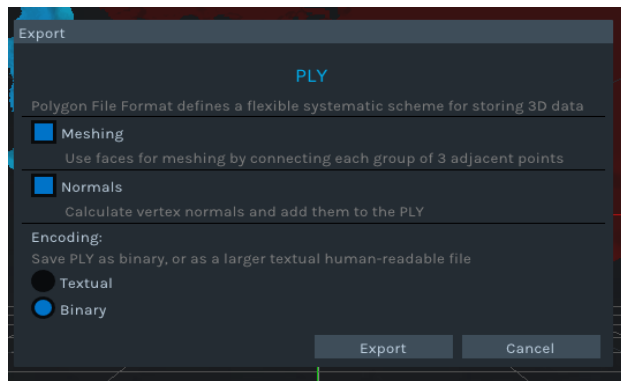 Export
PLY
Polygon File Format defines a flexible systematic scheme for storing 3D data
Meshing
Use faces for meshing by connecting each group of 3 adjacent points
Normals
Calculate vertex normals and add them to the PLY
Encoding:
Save PLY as binary, or as a larger textual human-readable file
Textual
Binary
Export Cancel